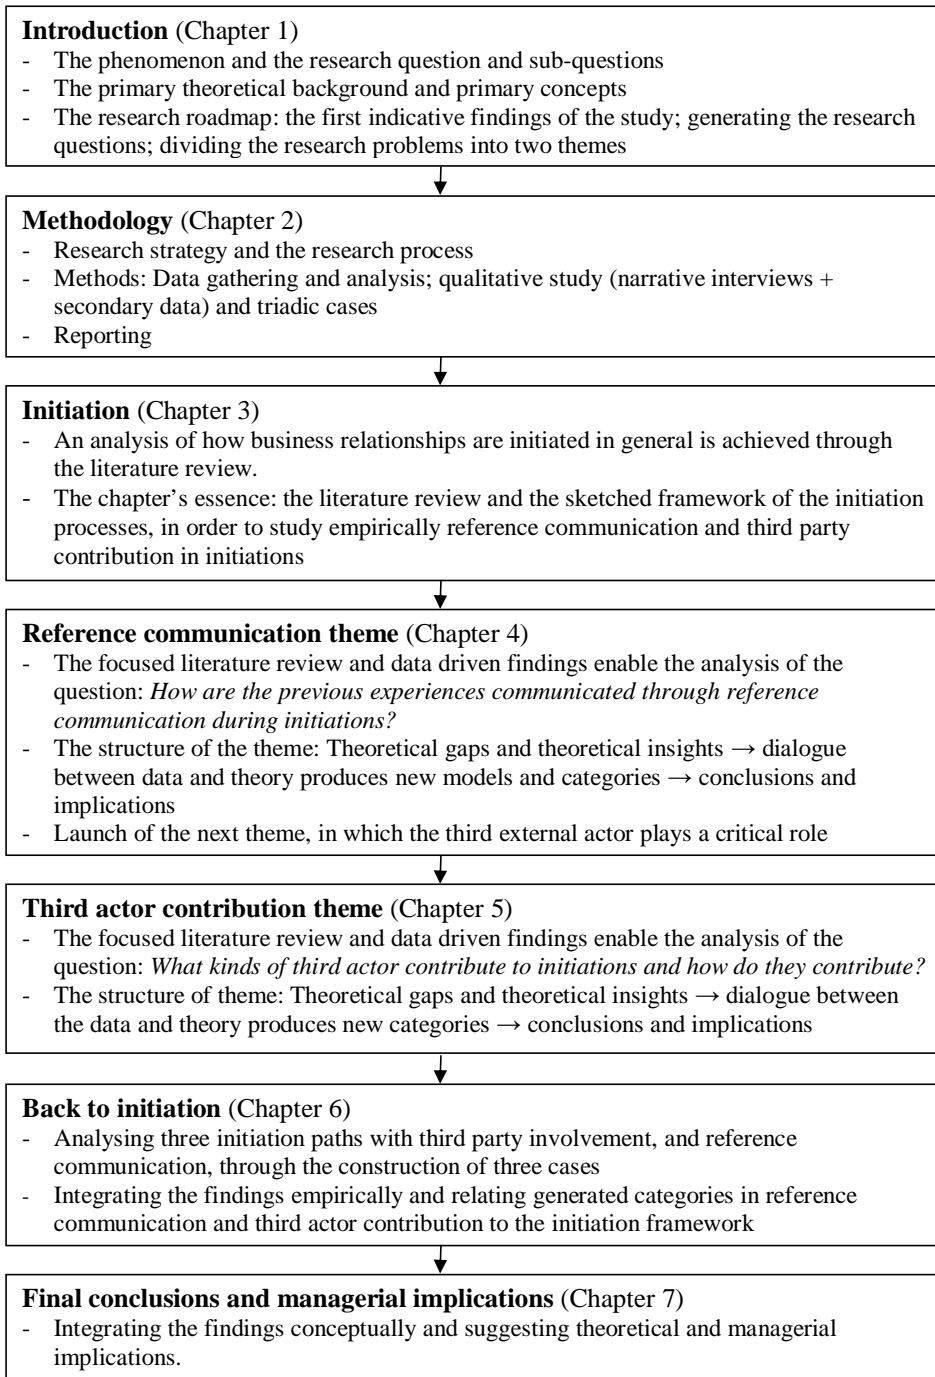 Introduction (Chapter 1)
- The phenomenon and the research question and sub-questions
- The primary theoretical background and primary concepts
- The research roadmap: the first indicative findings of the study; generating the research
questions; dividing the research problems into two themes
Methodology (Chapter 2)
- Research strategy and the research process
- Methods: Data gathering and analysis; qualitative study (narrative interviews +
secondary data) and triadic cases
- Reporting
Initiation (Chapter 3)
- An analysis of how business relationships are initiated in general is achieved through
the literature review.
- The chapter’s essence: the literature review and the sketched framework of the initiation
processes, in order to study empirically reference communication and third party
contribution in initiations
Reference communication theme (Chapter 4)
- The focused literature review and data driven findings enable the analysis of the
question: How are the previous experiences communicated through reference
communication during initiations?
- The structure of the theme: Theoretical gaps and theoretical insights → dialogue
between data and theory produces new models and categories → conclusions and
implications
- Launch of the next theme, in which the third external actor plays a critical role
Third actor contribution theme (Chapter 5)
- The focused literature review and data driven findings enable the analysis of the
question: What kinds of third actor contribute to initiations and how do they contribute?
- The structure of theme: Theoretical gaps and theoretical insights → dialogue between
the data and theory produces new categories → conclusions and implications
Back to initiation (Chapter 6)
- Analysing three initiation paths with third party involvement, and reference
communication, through the construction of three cases
- Integrating the findings empirically and relating generated categories in reference
communication and third actor contribution to the initiation framework
Final conclusions and managerial implications (Chapter 7)
- Integrating the findings conceptually and suggesting theoretical and managerial
implications.